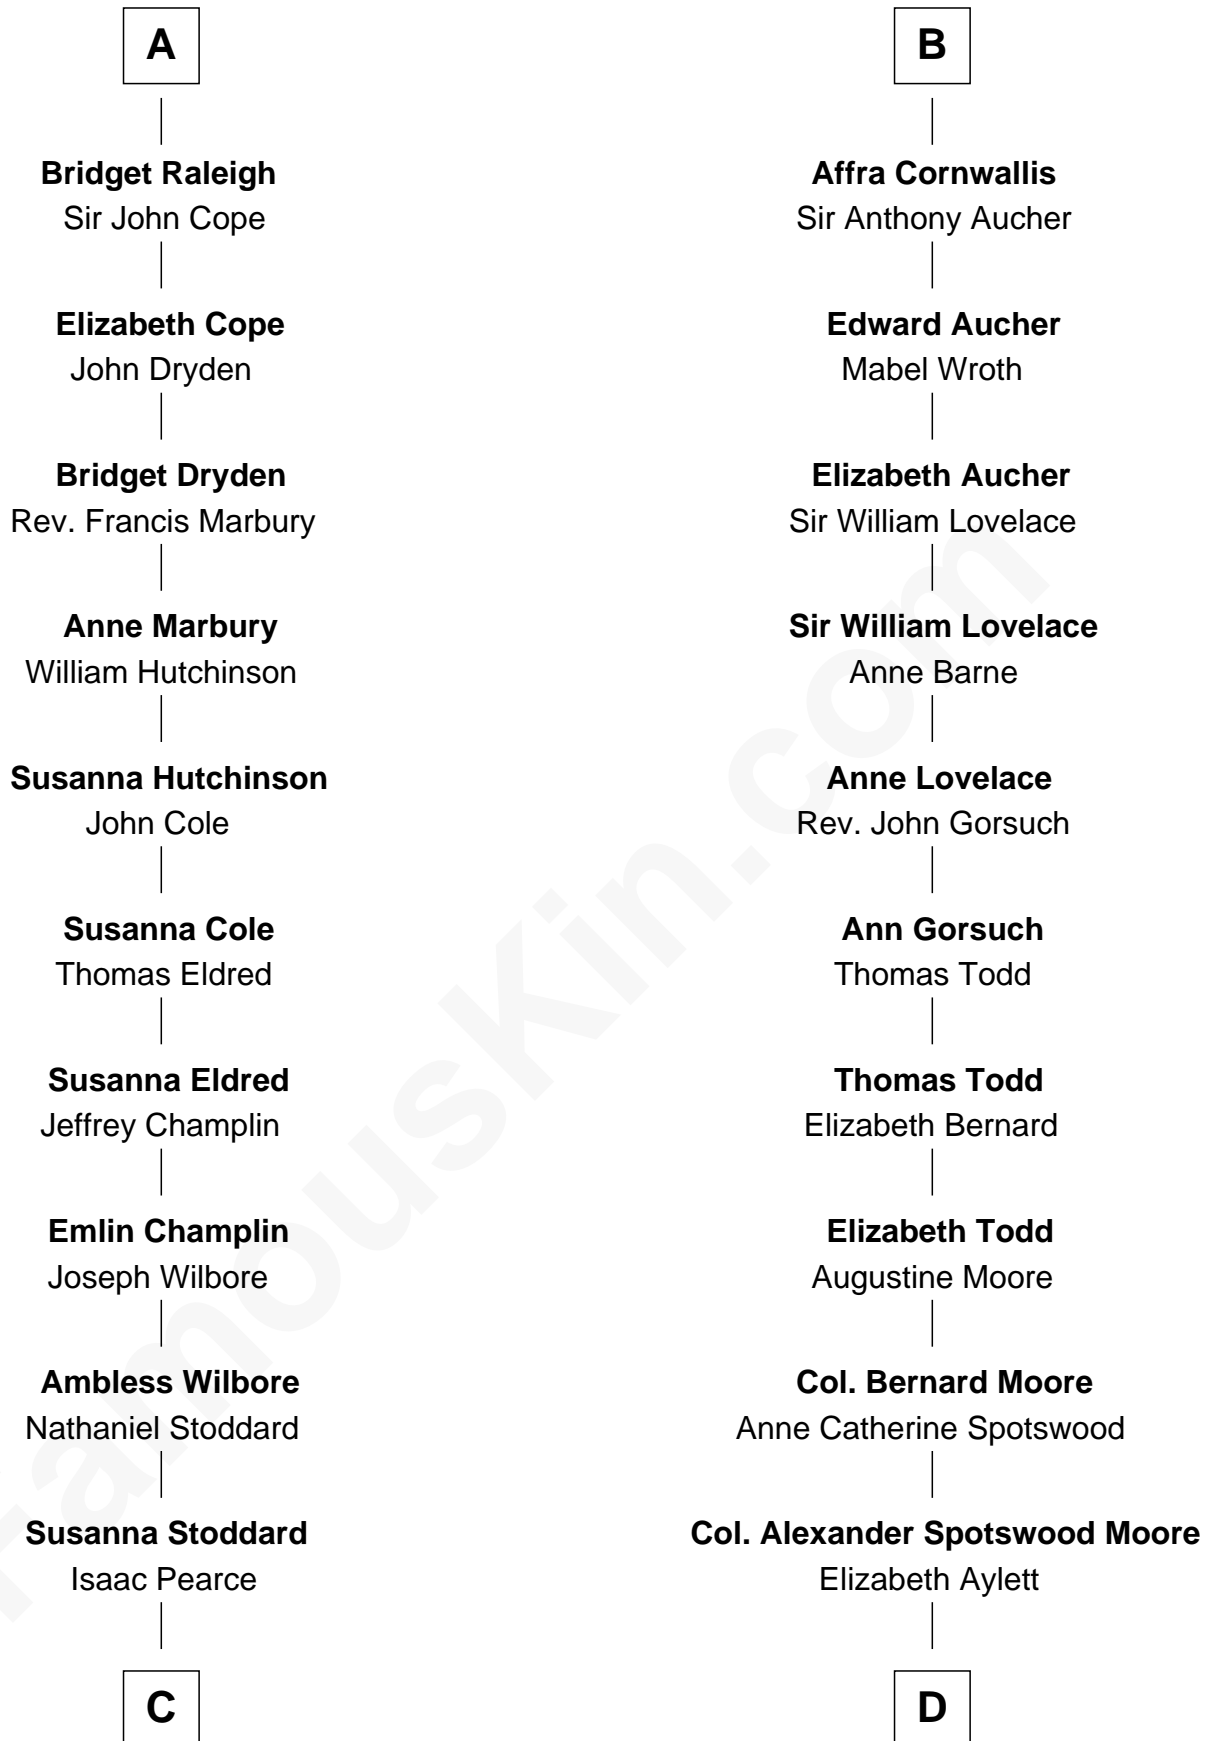 A
Bridget Raleigh
Sir John Cope
Elizabeth Cope
John Dryden
Bridget Dryden
Rev. Francis Marbury
Anne Marbury
William Hutchinson
Susanna Hutchinson
John Cole
Susanna Cole
Thomas Eldred
Susanna Eldred
Jeffrey Champlin
Emlin Champlin
Joseph Wilbore
Ambless Wilbore
Nathaniel Stoddard
Susanna Stoddard
Isaac Pearce
C
B
Affra Cornwallis
Sir Anthony Aucher
Edward Aucher
Mabel Wroth
Elizabeth Aucher
Sir William Lovelace
Sir William Lovelace
Anne Barne
Anne Lovelace
Rev. John Gorsuch
Ann Gorsuch
Thomas Todd
Thomas Todd
Elizabeth Bernard
Elizabeth Todd
Augustine Moore
Col. Bernard Moore
Anne Catherine Spotswood
Col. Alexander Spotswood Moore
Elizabeth Aylett
D
FamousKin.com